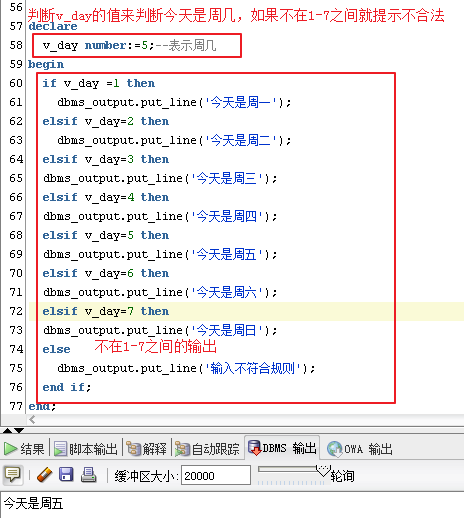 56
判断v_day的值来判断今天是周几，如果不在1-7之间就提示不合法
57 declare
58 v_day number:=5;--表示周几
59 begin
60 if v_day =1 then
61 dbms_output.put_line('今天是周一');
62 elsif v_day=2 then
63 dbms_output.put_line('今天是周二');
64 elsif v_day=3 then
65 dbms_output.put_line('今天是周三');
66 elsif v_day=4 then
67 dbms_output.put_line('今天是周四');
68 elsif v_day=5 then
69 dbms_output.put_line('今天是周五');
70 elsif v_day=6 then
71 dbms_output.put_line('今天是周六');
72 elsif v_day=7 then
73 dbms_output.put_line('今天是周日');
74 else 不在1-7之间的输出
75 dbms_output.put_line('输入不符合规则');
76 end if;
77 end;
结果 脚本输出 解释 自动跟踪 DBMS 输出 OWA 输出
缓冲区大小: 20000 轮询
今天是周五